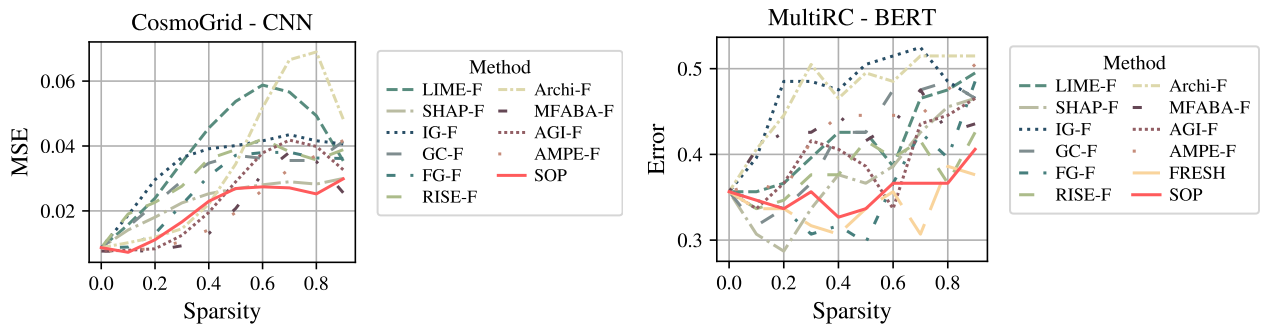 CosmoGrid - CNN
MSE
0.06
0.04
0.02
0.0 0.2 0.4 0.6 0.8
Sparsity
Method
LIME-F
SHAP-F
IG-F
GC-F
FG-F
RISE-F
Archi-F
MFABA-F
AGI-F
AMPE-F
SOP
MultiRC - BERT
Error
0.5
0.4
0.3
0.0 0.2 0.4 0.6 0.8
Sparsity
Method
LIME-F
SHAP-F
IG-F
GC-F
FG-F
RISE-F
Archi-F
MFABA-F
AGI-F
AMPE-F
FRESH
SOP